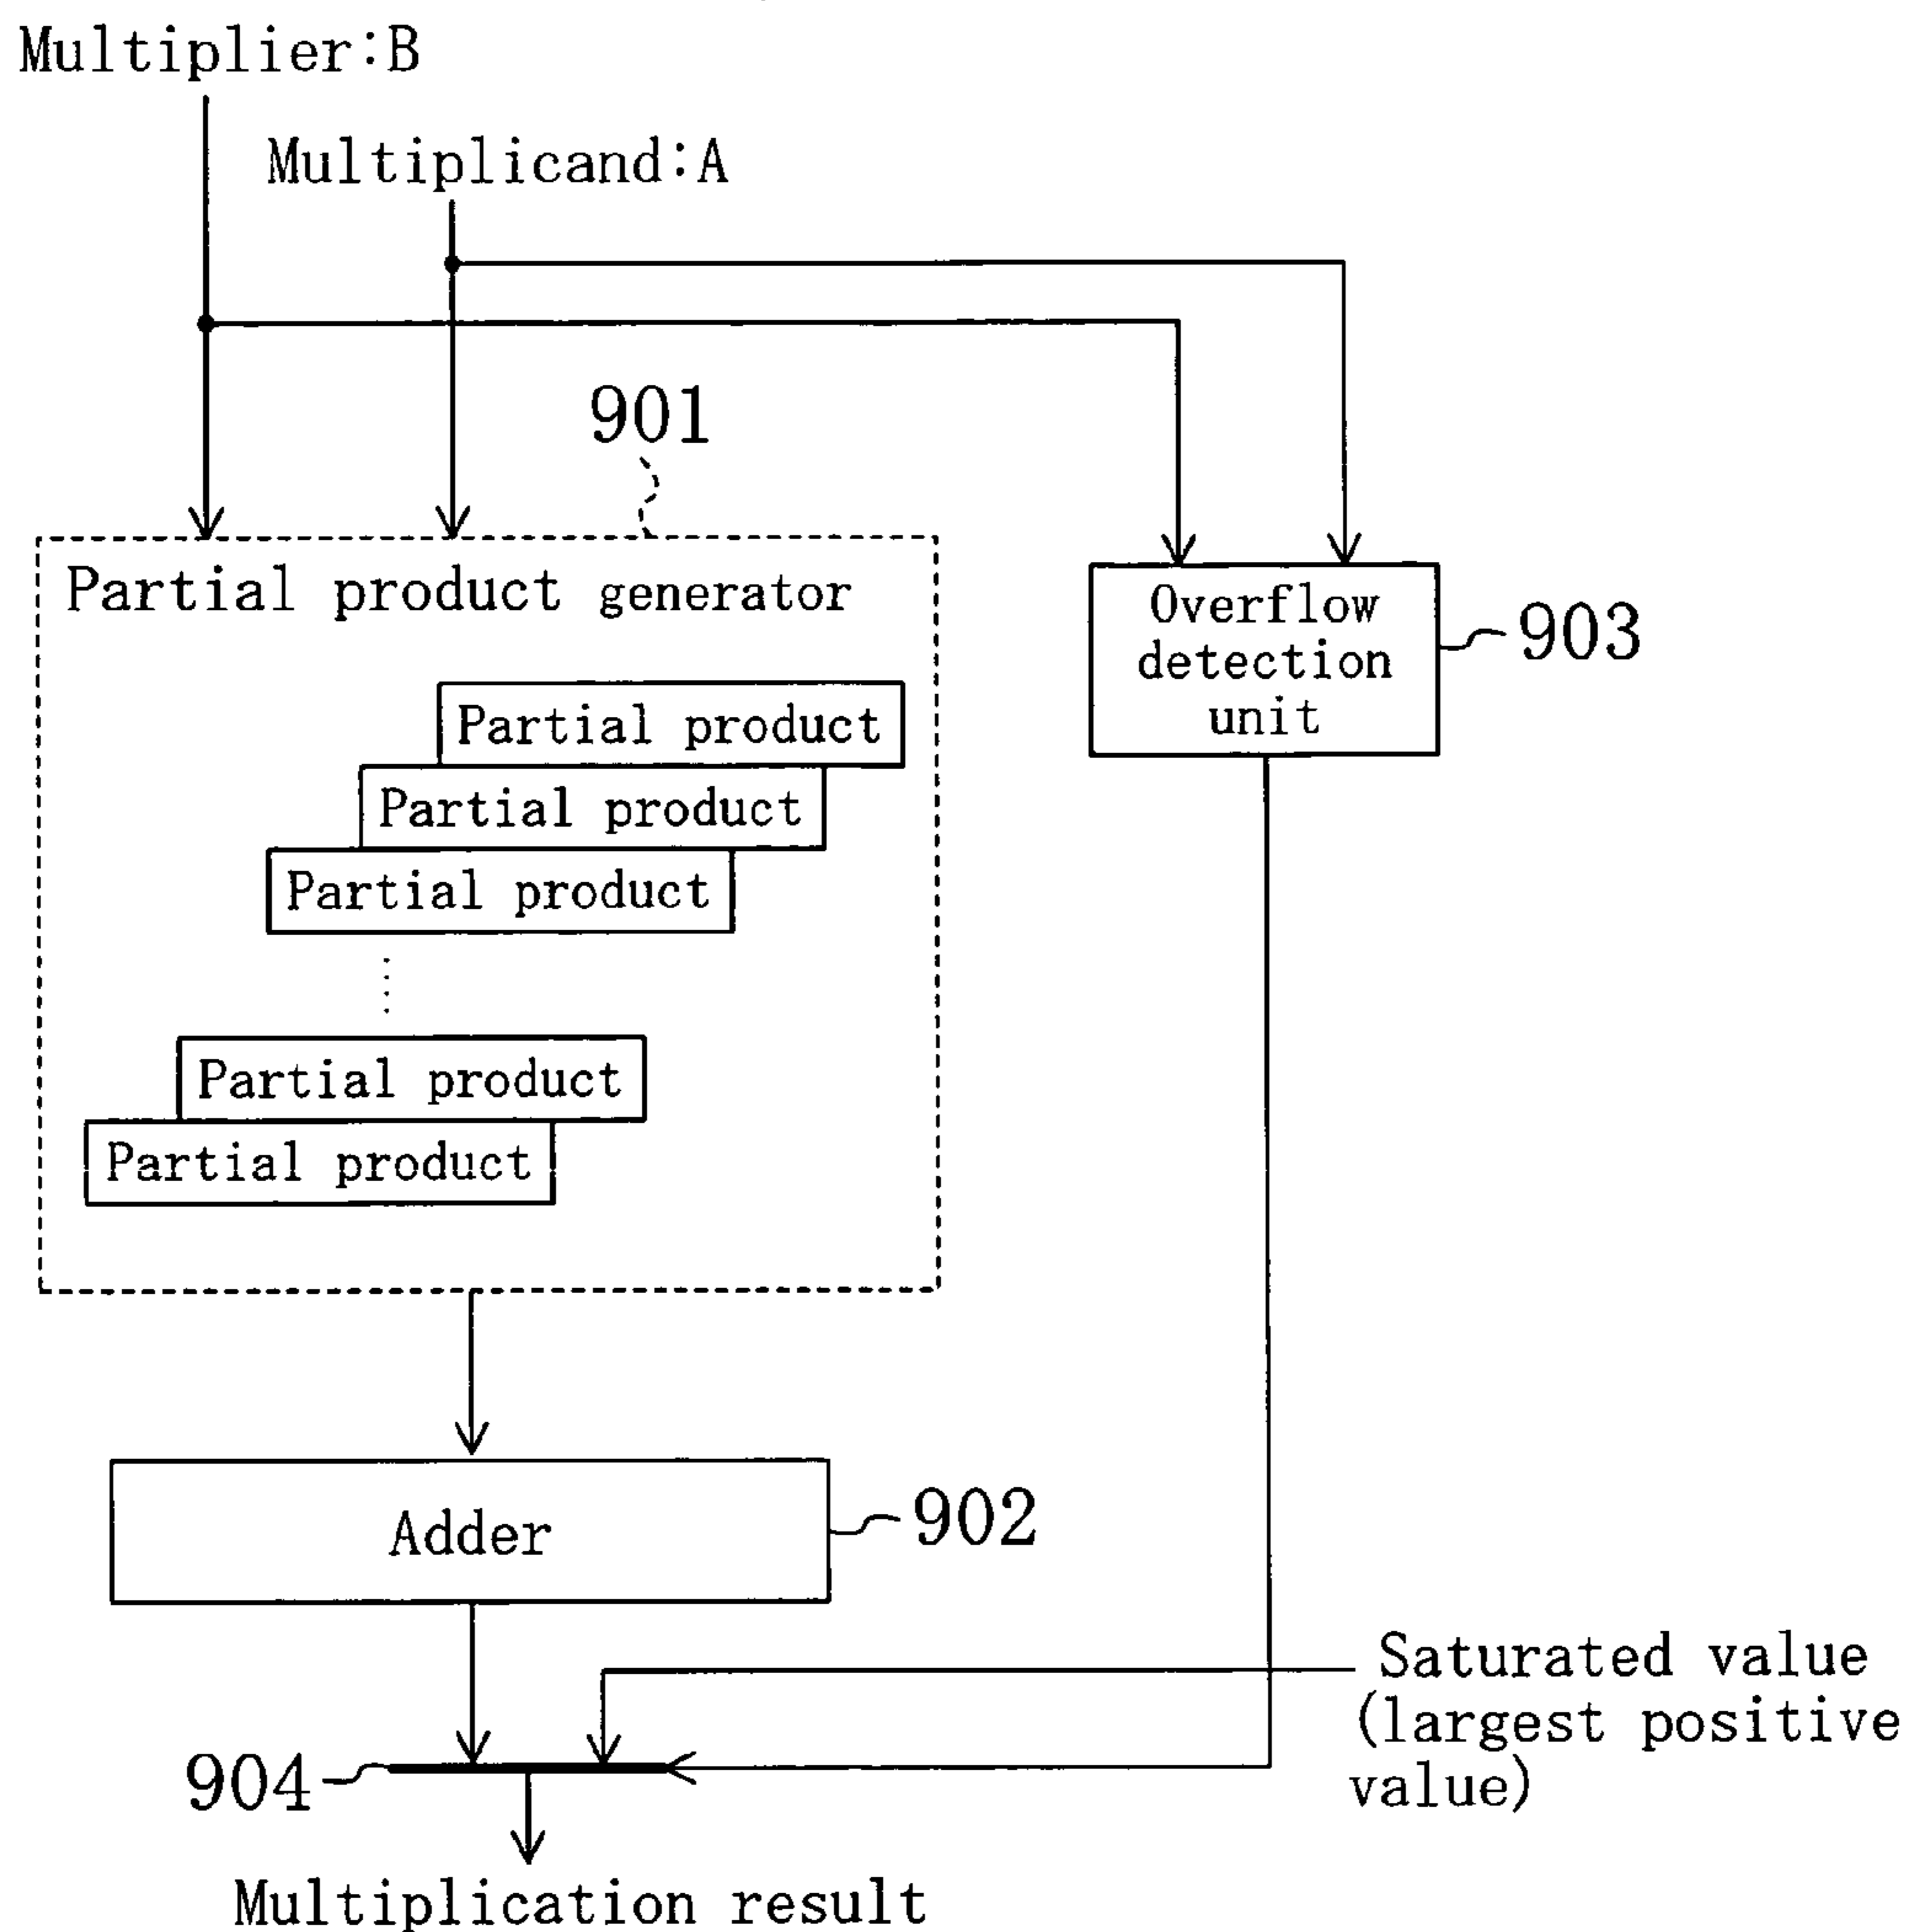 Multiplier:B
Multiplicand:A
901
Partial product generator
Overflow
detection
unit
903
Partial product
Partial product
Partial product
Partial product
Partial product
Adder
902
Saturated value
(largest positive
value)
904
Multiplication result